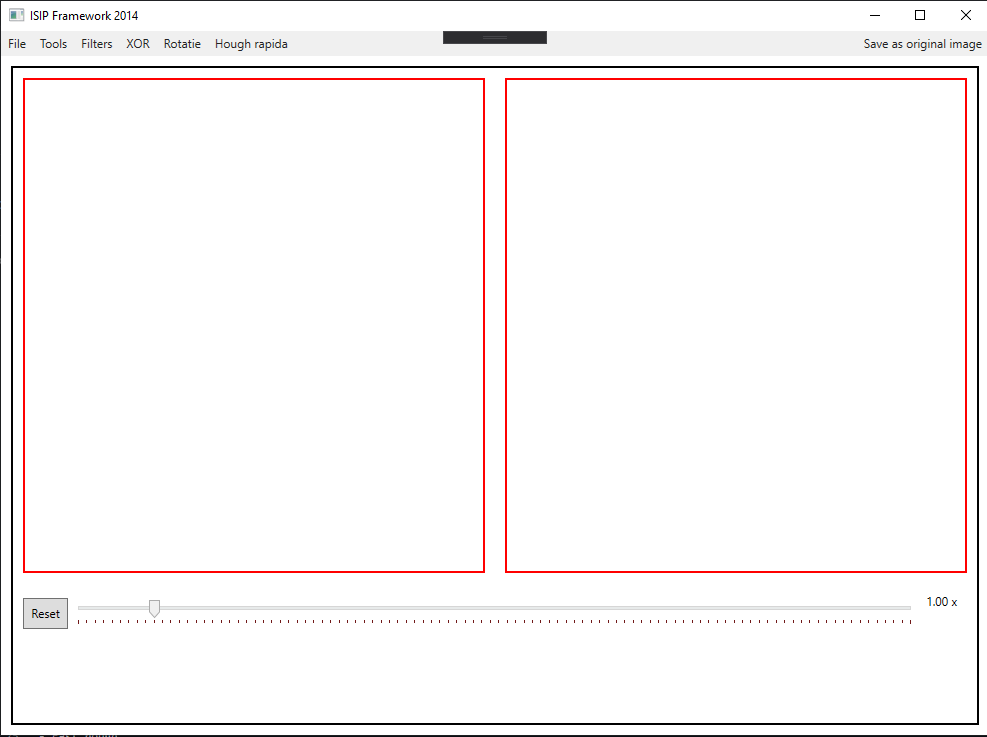 ISIP Framework 2014
File Tools Filters XOR Rotatie Hough rapida Save as original image
Reset 1.00 x